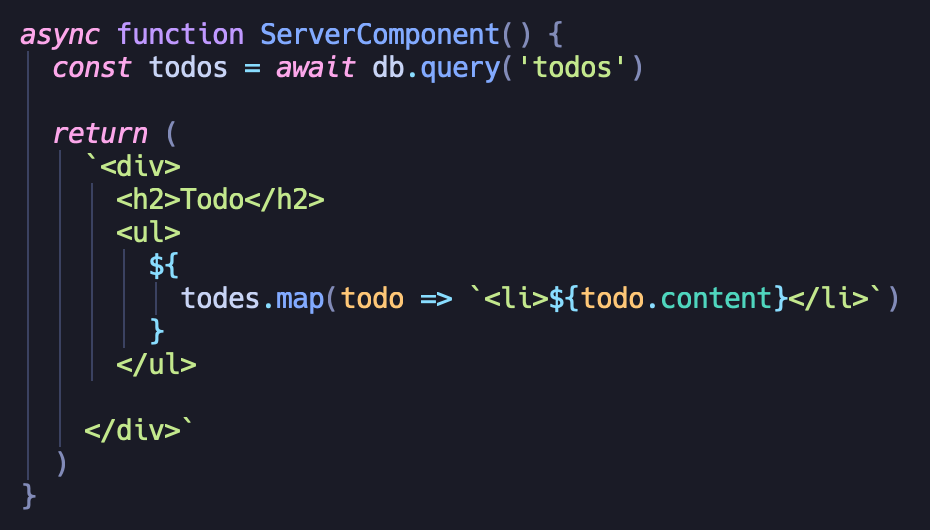 async function ServerComponent() {
const todos = await db.query('todos')
return (
`<div>
<h2>Todo</h2>
<ul>
${
todes.map(todo => `<li>${todo.content}</li>`)
}
</ul>
</div>`
)
}